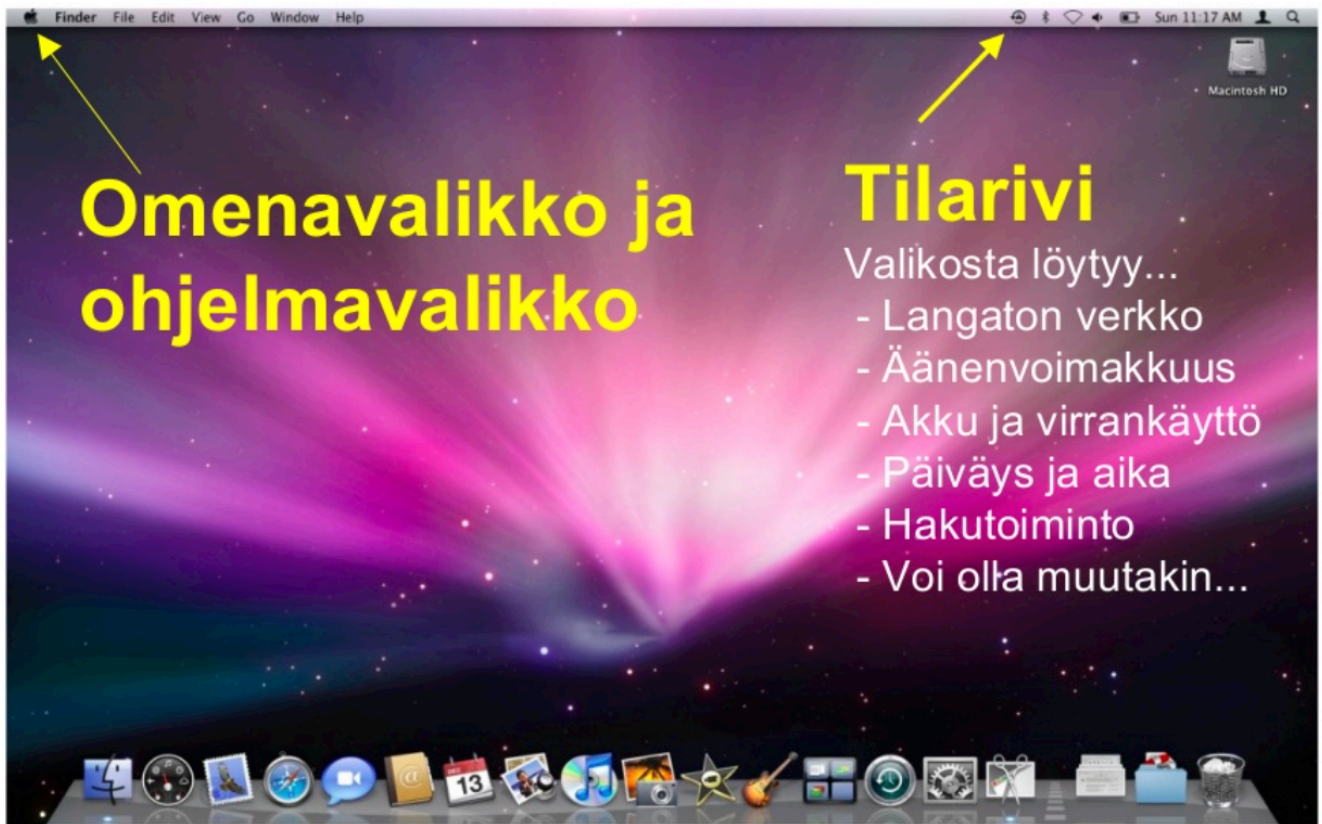 Finder File Edit View Go Window Help
Sun 11:17 AM
Macintosh HD
Omenavalikko ja
ohjelmavalikko
Tilarivi
Valikosta löytyy...
- Langaton verkko
- Äänenvoimakkuus
- Akku ja virrankäyttö
- Päiväys ja aika
- Hakutoiminto
- Voi olla muutakin...
13